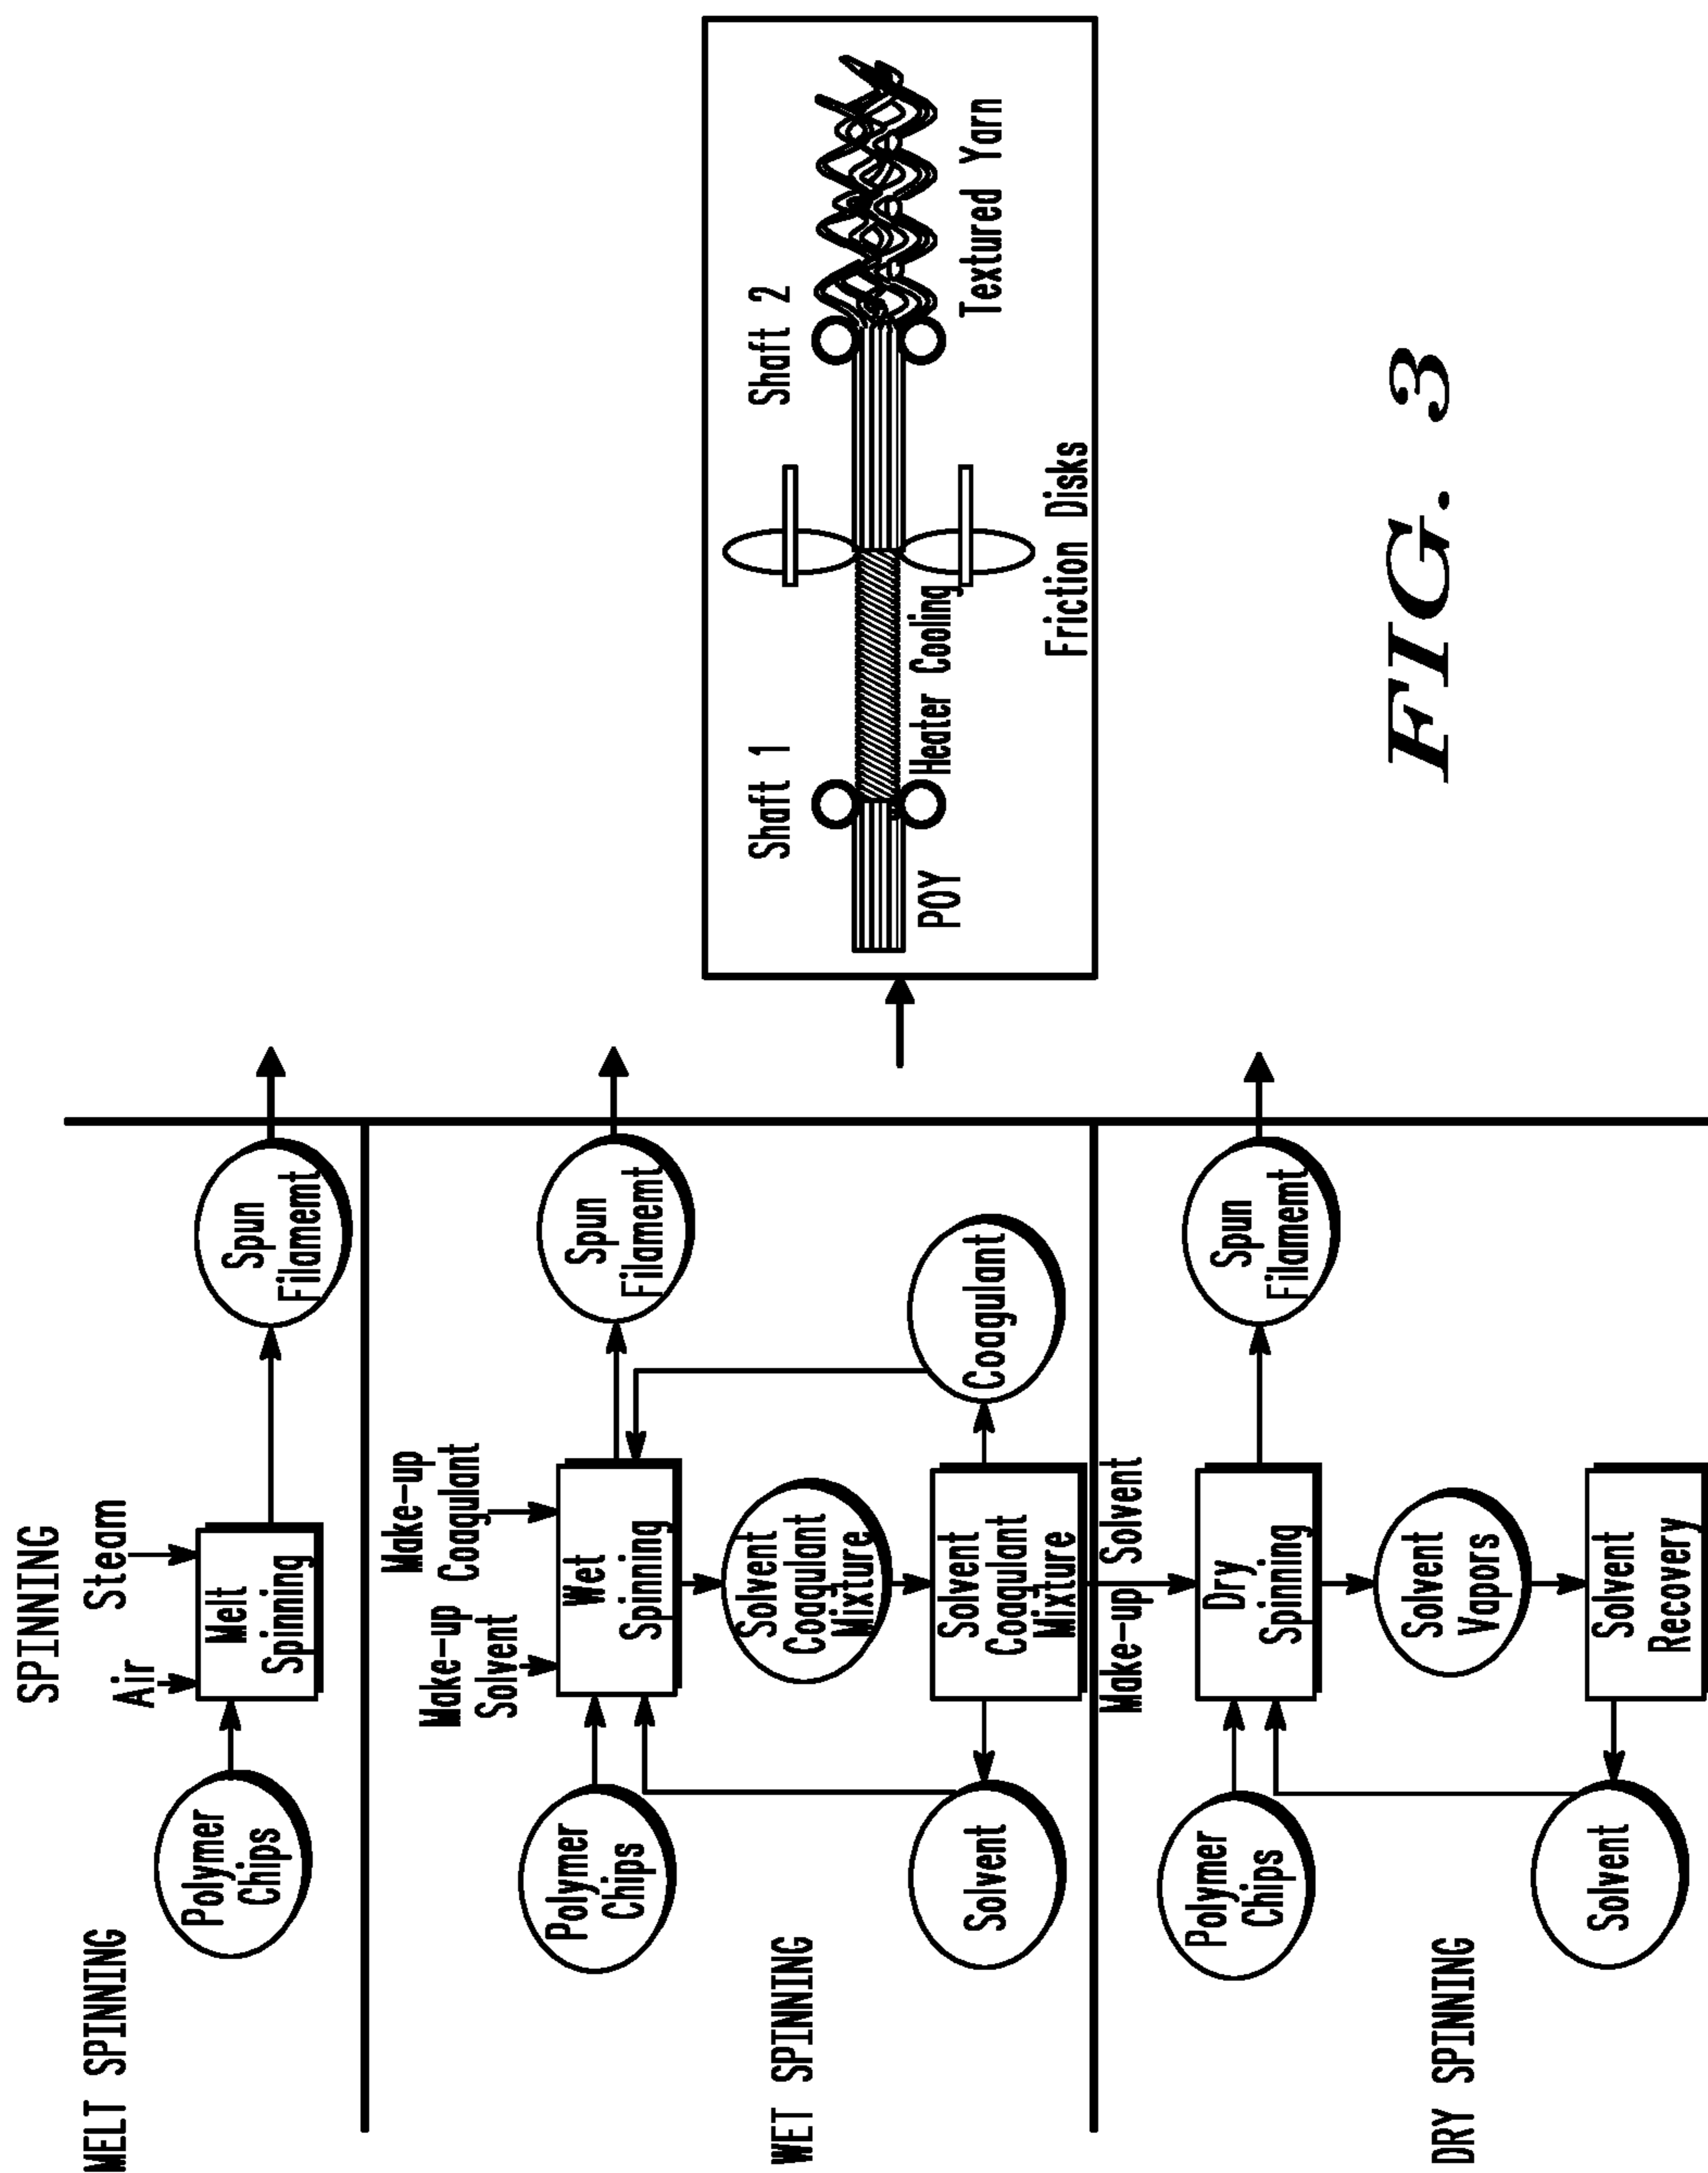 SPINNING
MELT SPINNING
Air
Steam
Polymer
Chips
Melt
Spinning
Spun
Filamemt
WET SPINNING
Make-up
Solvent
Make-up
Coagulant
Polymer
Chips
Wet
Spinning
Spun
Filamemt
Solvent
Coagulant
Mixture
Solvent
Solvent
Coagulant
Mixture
Coagulant
DRY SPINNING
Make-up Solvent
Polymer
Chips
Dry
Spinning
Spun
Filamemt
Solvent
Vapors
Solvent
Solvent
Recovery
Shaft 1
Shaft 2
POY
Heater Cooling
Textured Yarn
Friction Disks
FIG. 3